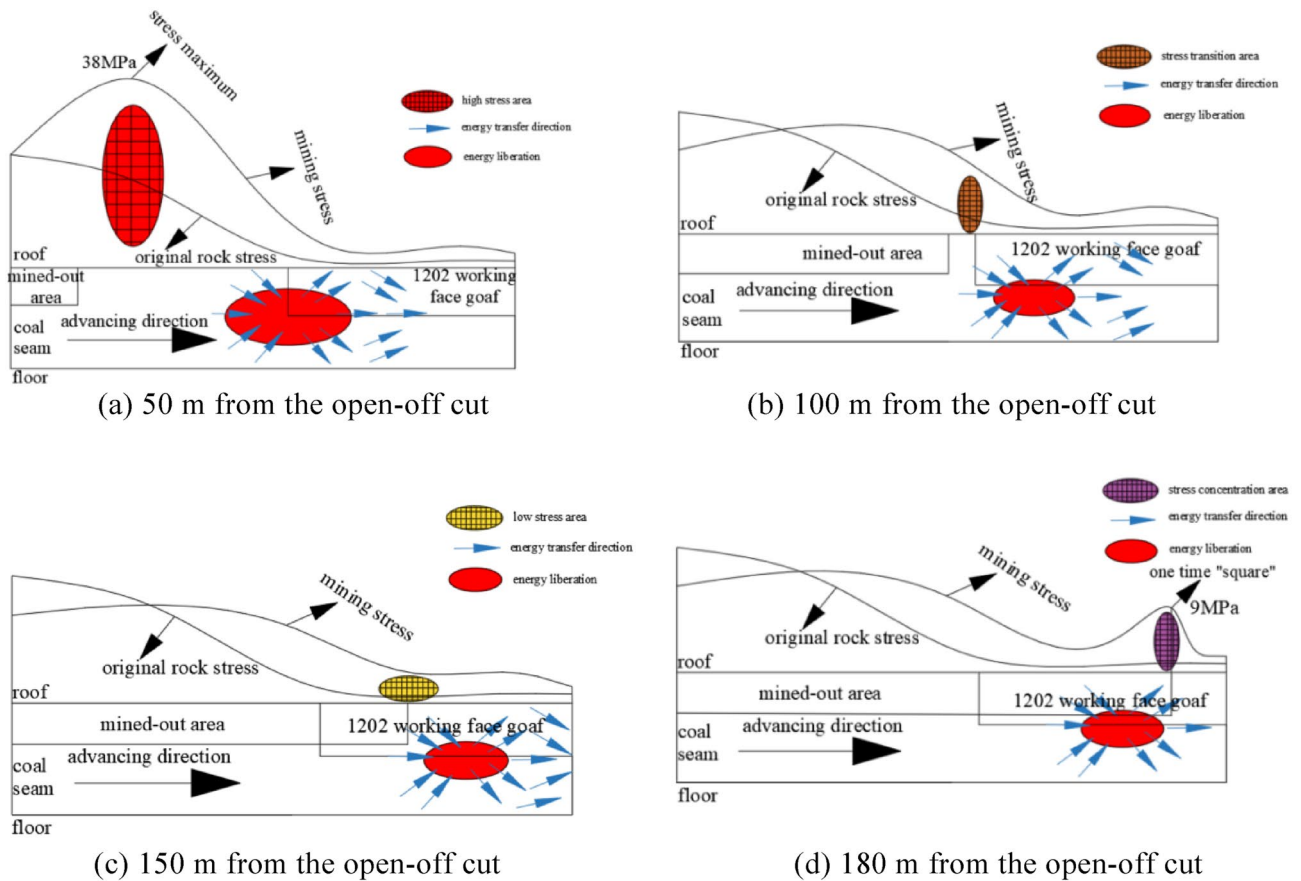 38MPa
stress maximum
mining stress
high stress area
energy transfer direction
energy liberation
original rock stress
roof
mined-out
area
1202 working
face goaf
coal
seam
advancing direction
floor
(a) 50 m from the open-off cut
stress transition area
energy transfer direction
energy liberation
mining stress
original rock stress
roof
mined-out area
1202 working face goaf
coal
seam
advancing direction
floor
(b) 100 m from the open-off cut
low stress area
energy transfer direction
energy liberation
mining stress
original rock stress
roof
mined-out area
1202 working face goaf
coal
seam
advancing direction
floor
(c) 150 m from the open-off cut
stress concentration area
energy transfer direction
energy liberation
one time "square"
9MPa
mining stress
original rock stress
roof
mined-out area
1202 working face goaf
coal
seam
advancing direction
floor
(d) 180 m from the open-off cut